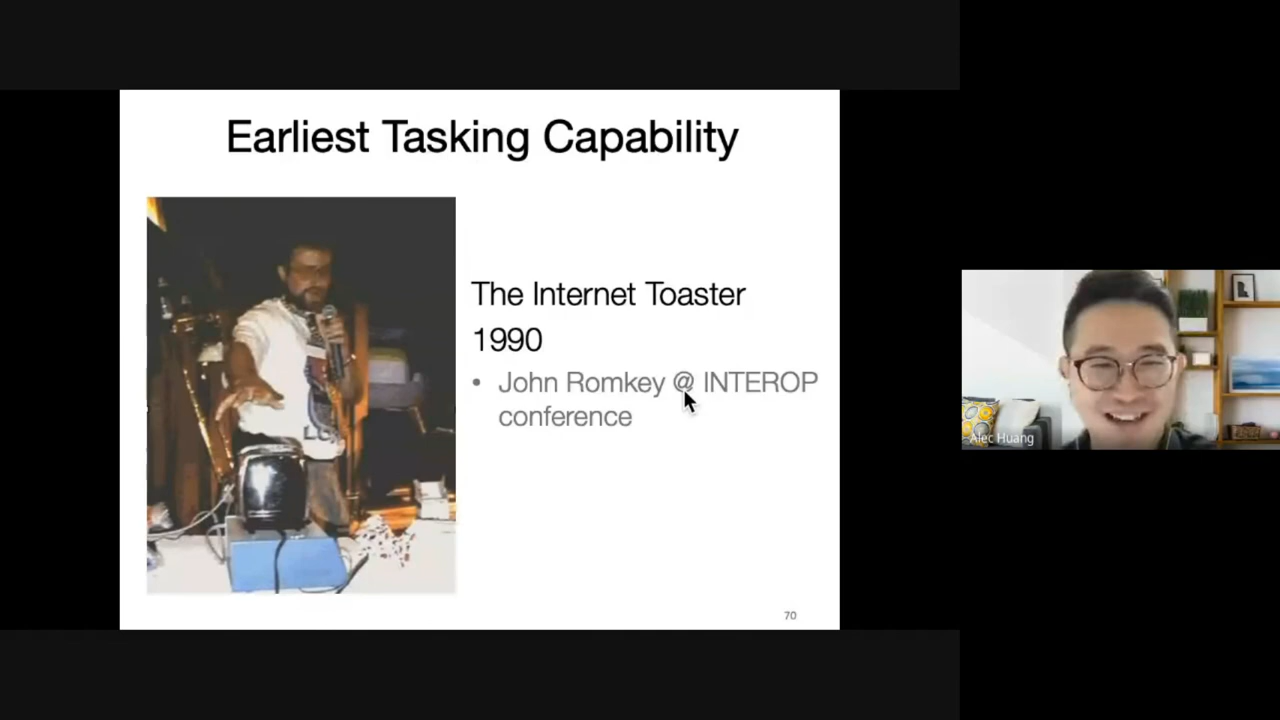 Earliest Tasking Capability
The Internet Toaster
1990
• John Romkey @ INTEROP
conference
70
Alec Huang